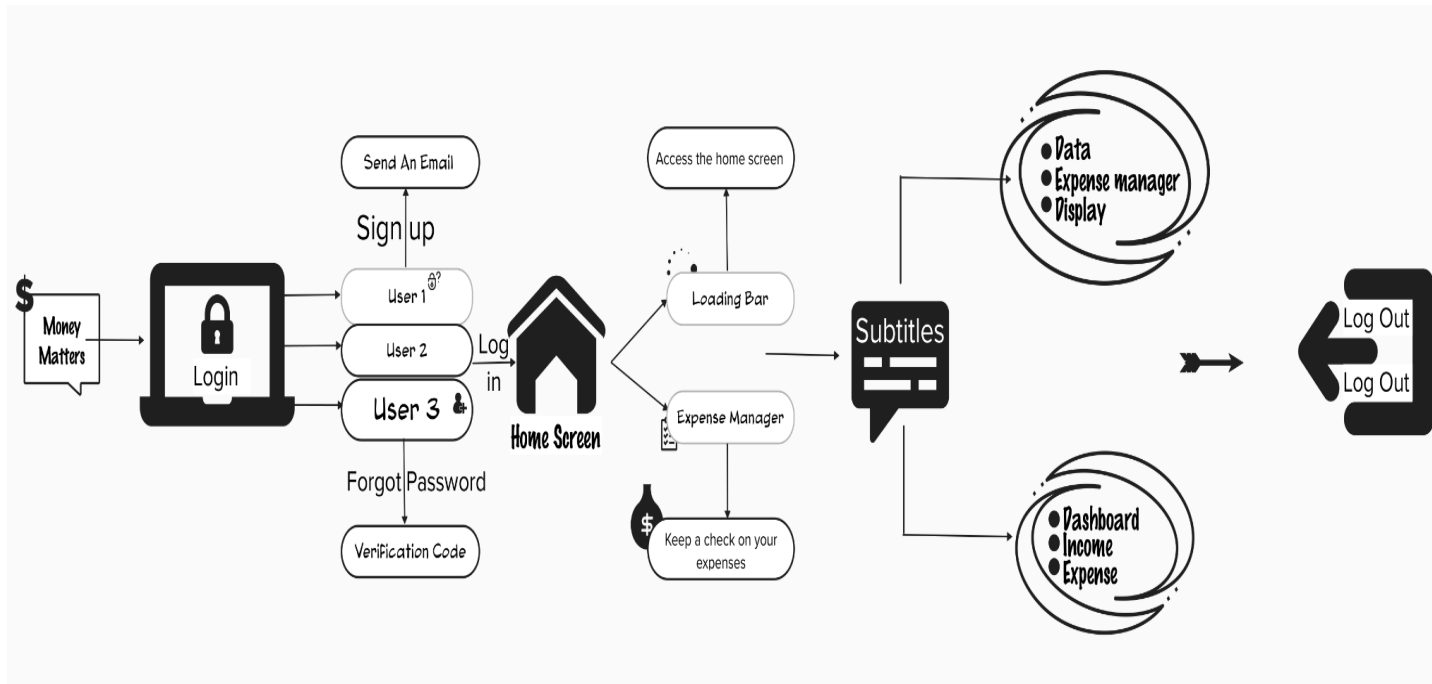 $
Money
Matters
Login
Send An Email
Sign up
User 1
?
User 2
User 3
Forgot Password
Verification Code
Log
in
Home Screen
Access the home screen
Loading Bar
Expense Manager
$
Keep a check on your
expenses
Subtitles
Data
Expense manager
Display
Dashboard
Income
Expense
Log Out
Log Out